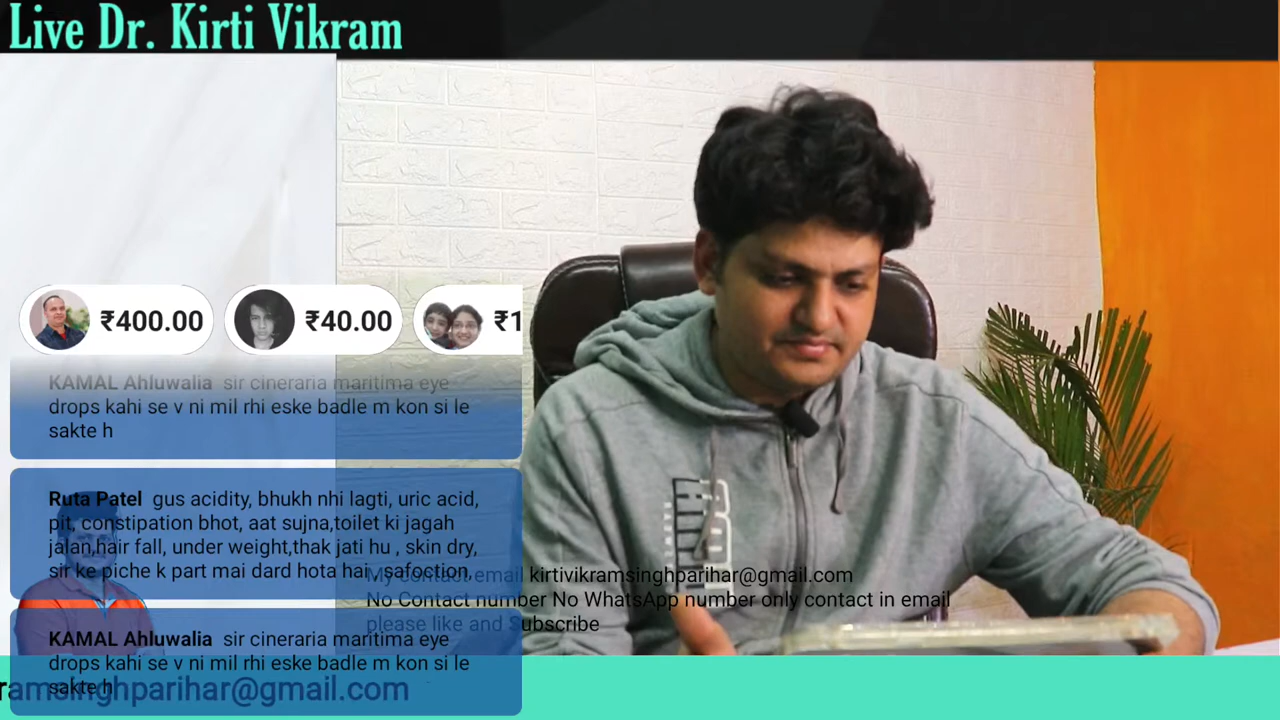 Live Dr. Kirti Vikram
₹400.00
₹40.00
₹1
KAMAL Ahluwalia sir cineraria maritima eye
drops kahi se v ni mil rhi eske badle m kon si le
sakte h
Ruta Patel gus acidity, bhukh nhi lagti, uric acid,
pit, constipation bhot, aat sujna,toilet ki jagah
jalan,hair fall, under weight,thak jati hu , skin dry,
sir ke piche k part mai dard hota hai , safoction,
My contact email kirtivikramsinghparihar@gmail.com
No Contact number No WhatsApp number only contact in email
please like and Subscribe
KAMAL Ahluwalia sir cineraria maritima eye
drops kahi se v ni mil rhi eske badle m kon si le
sakte h
ramsinghparihar@gmail.com